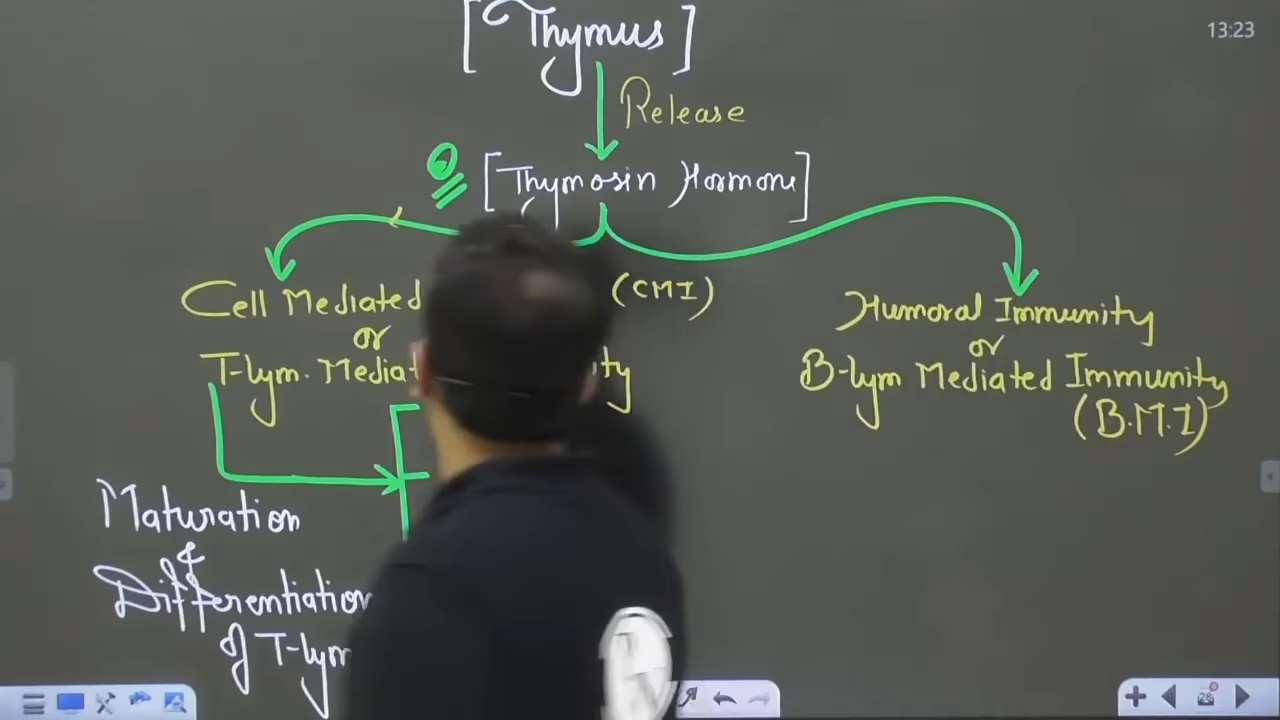 13:23
[Thymus]
Release
[Thymosin Hormone]
Cell Mediated (CMI)
or
T-lym. Mediat ity
Humoral Immunity
or
B-lym Mediated Immunity
(B.M.I)
Maturation
&
Differentiation
of T-lym
28